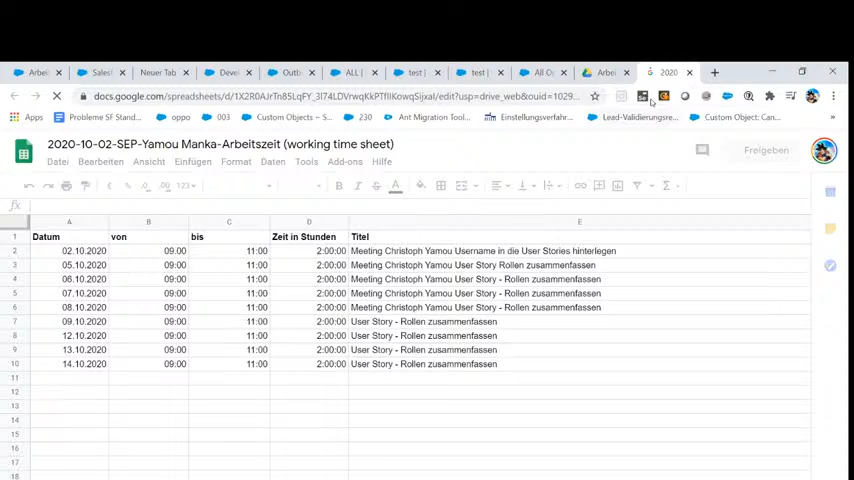 Arbei Salesf Neuer Tab Devel Outbo ALL | test | test | All Op Arbei 2020
docs.google.com/spreadsheets/d/
Apps Probleme SF Stand... oppo 003 Custom Objects – S... 230 Ant Migration Tool... Einstellungsverfahr... Lead-Validierungsre... Custom Object: Can...
2020-10-02-SEP-Yamou Manka-Arbeitszeit (working time sheet)
Datei Bearbeiten Ansicht Einfügen Format Daten Tools Add-ons Hilfe
Freigeben
€ % .0 .00 123
B I S A Σ
fx
A B C D E
1 Datum von bis Zeit in Stunden Titel
2 02.10.2020 09:00 11:00 2:00:00 Meeting Christoph Yamou Username in die User Stories hinterlegen
3 05.10.2020 09:00 11:00 2:00:00 Meeting Christoph Yamou User Story Rollen zusammenfassen
4 06.10.2020 09:00 11:00 2:00:00 Meeting Christoph Yamou User Story - Rollen zusammenfassen
5 07.10.2020 09:00 11:00 2:00:00 Meeting Christoph Yamou User Story - Rollen zusammenfassen
6 08.10.2020 09:00 11:00 2:00:00 Meeting Christoph Yamou User Story - Rollen zusammenfassen
7 09.10.2020 09:00 11:00 2:00:00 User Story - Rollen zusammenfassen
8 12.10.2020 09:00 11:00 2:00:00 User Story - Rollen zusammenfassen
9 13.10.2020 09:00 11:00 2:00:00 User Story - Rollen zusammenfassen
10 14.10.2020 09:00 11:00 2:00:00 User Story - Rollen zusammenfassen
11
12
13
14
15
16
17
18